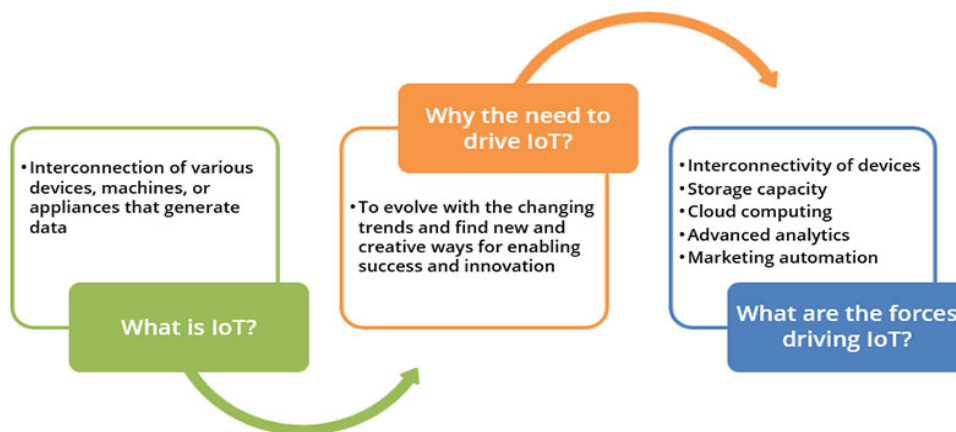 • Interconnection of various
devices, machines, or
appliances that generate
data
What is IoT?
Why the need to
drive IoT?
• To evolve with the changing
trends and find new and
creative ways for enabling
success and innovation
• Interconnectivity of devices
• Storage capacity
• Cloud computing
• Advanced analytics
• Marketing automation
What are the forces
driving IoT?